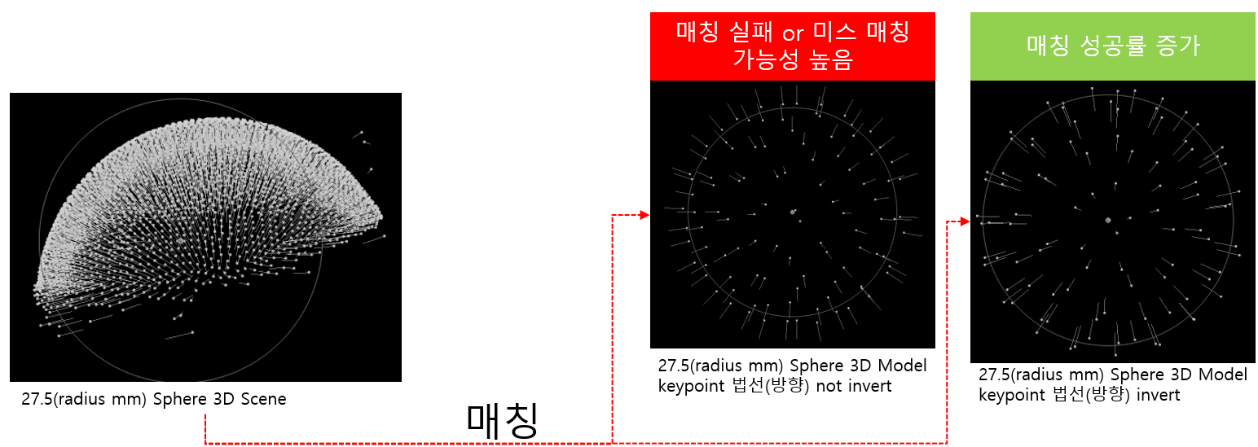 매칭 실패 or 미스 매칭
가능성 높음
매칭 성공률 증가
27.5(radius mm) Sphere 3D Scene
매칭
27.5(radius mm) Sphere 3D Model
keypoint 법선(방향) not invert
27.5(radius mm) Sphere 3D Model
keypoint 법선(방향) invert